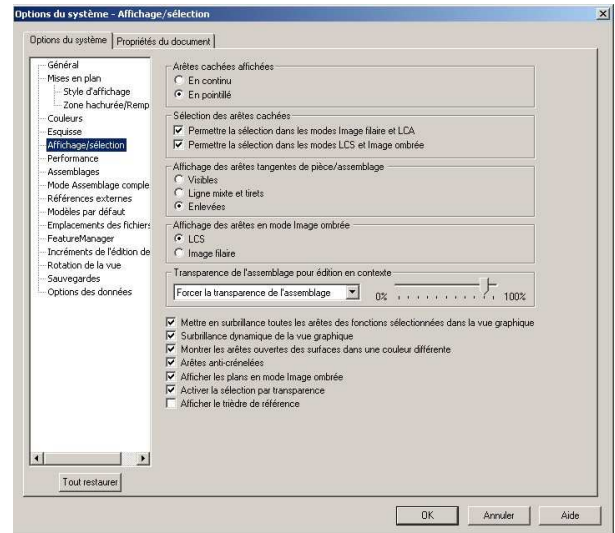 Options du système - Affichage/sélection
Options du système
Propriétés du document
Général
Mises en plan
Style d'affichage
Zone hachurée/Remp
Couleurs
Esquisse
Affichage/sélection
Performance
Assemblages
Mode Assemblage comple
Références externes
Modèles par défaut
Emplacements des fichiers
FeatureManager
Incréments de l'édition de
Rotation de la vue
Sauvegardes
Options des données
Tout restaurer
Arêtes cachées affichées
En continu
En pointillé
Sélection des arêtes cachées
Permettre la sélection dans les modes Image filaire et LCA
Permettre la sélection dans les modes LCS et Image ombrée
Affichage des arêtes tangentes de pièce/assemblage
Visibles
Ligne mixte et tirets
Enlevées
Affichage des arêtes en mode Image ombrée
LCS
Image filaire
Transparence de l'assemblage pour édition en contexte
Forcer la transparence de l'assemblage
0%
100%
Mettre en surbrillance toutes les arêtes des fonctions sélectionnées dans la vue graphique
Surbrillance dynamique de la vue graphique
Montrer les arêtes ouvertes des surfaces dans une couleur différente
Arêtes anti-crénelées
Afficher les plans en mode Image ombrée
Activer la sélection par transparence
Afficher le trièdre de référence
OK
Annuler
Aide